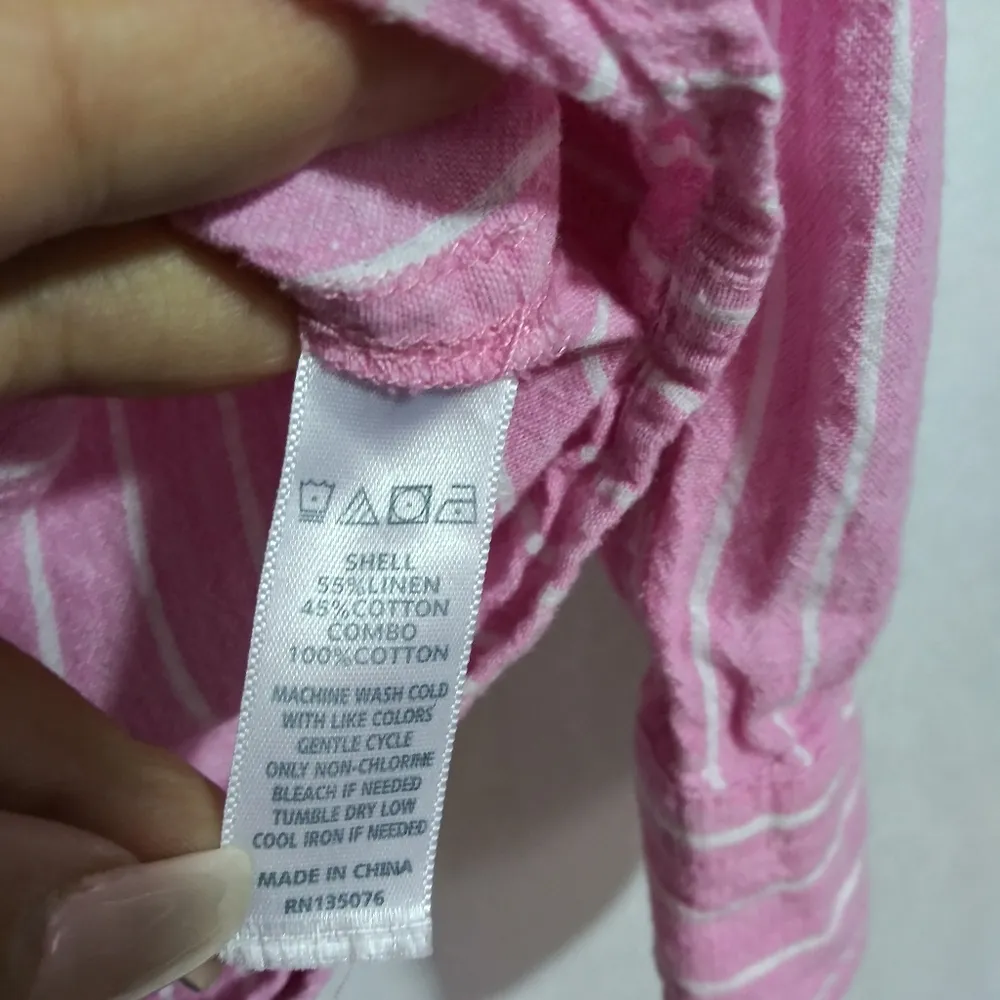 SHELL
55%LINEN
45%COTTON
COMBO
100%COTTON
MACHINE WASH COLD
WITH LIKE COLORS
GENTLE CYCLE
ONLY NON-CHLORINE
BLEACH IF NEEDED
TUMBLE DRY LOW
COOL IRON IF NEEDED
MADE IN CHINA
RN135076